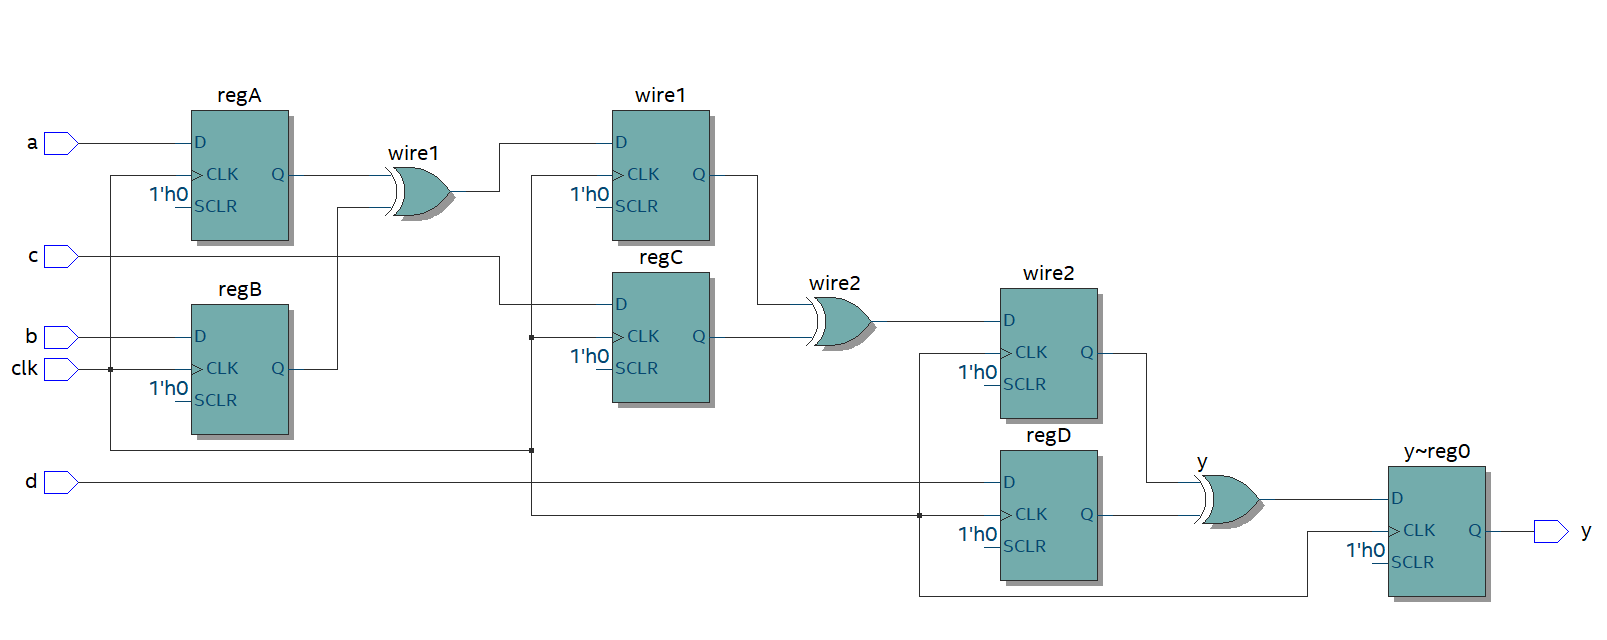 regA
a
D
CLK
Q
1'h0
SCLR
wire1
wire1
D
CLK
Q
1'h0
SCLR
c
regB
b
D
clk
CLK
Q
1'h0
SCLR
regC
D
CLK
Q
1'h0
SCLR
wire2
wire2
D
CLK
Q
1'h0
SCLR
d
regD
D
CLK
Q
1'h0
SCLR
y
y~reg0
D
CLK
Q
1'h0
SCLR
y